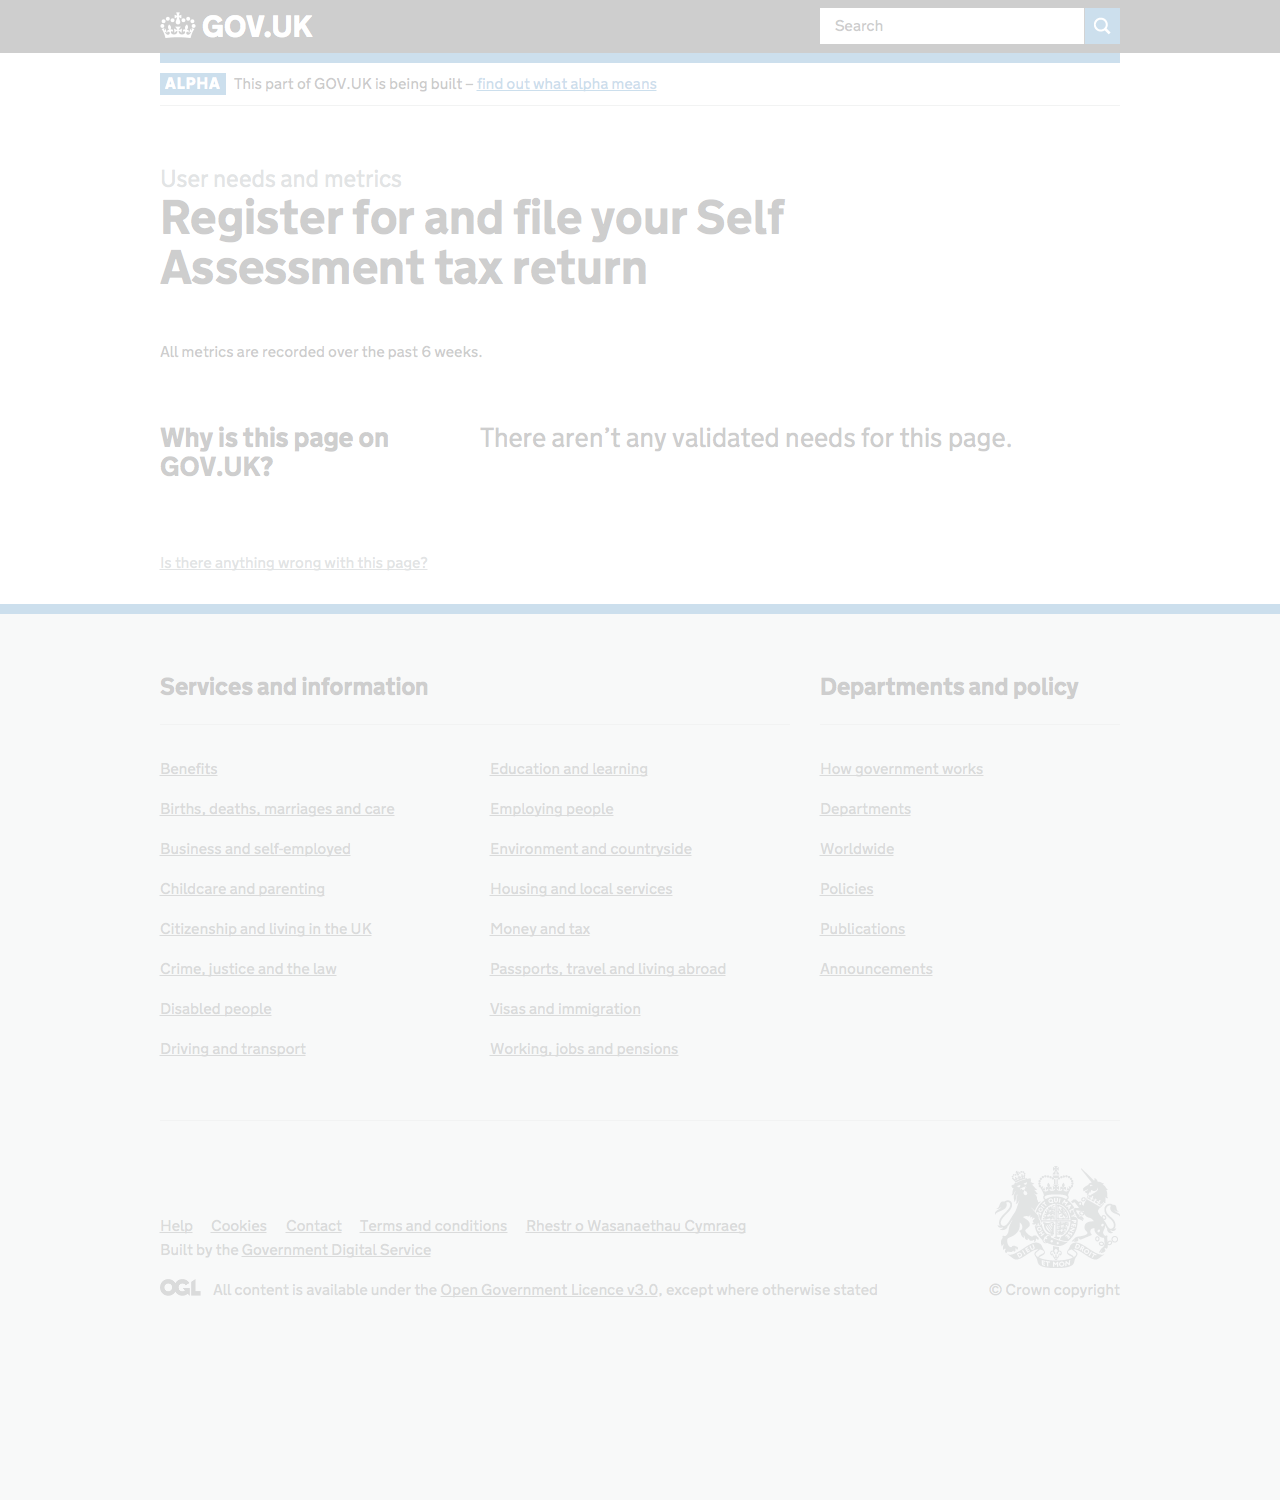 GOV.UK
Search
ALPHA This part of GOV.UK is being built – find out what alpha means
User needs and metrics
Register for and file your Self
Assessment tax return
All metrics are recorded over the past 6 weeks.
Why is this page on
GOV.UK?
There aren’t any validated needs for this page.
Is there anything wrong with this page?
Services and information
Benefits
Births, deaths, marriages and care
Business and self-employed
Childcare and parenting
Citizenship and living in the UK
Crime, justice and the law
Disabled people
Driving and transport
Education and learning
Employing people
Environment and countryside
Housing and local services
Money and tax
Passports, travel and living abroad
Visas and immigration
Working, jobs and pensions
Departments and policy
How government works
Departments
Worldwide
Policies
Publications
Announcements
Help Cookies Contact Terms and conditions Rhestr o Wasanaethau Cymraeg
Built by the Government Digital Service
OGL All content is available under the Open Government Licence v3.0, except where otherwise stated
© Crown copyright